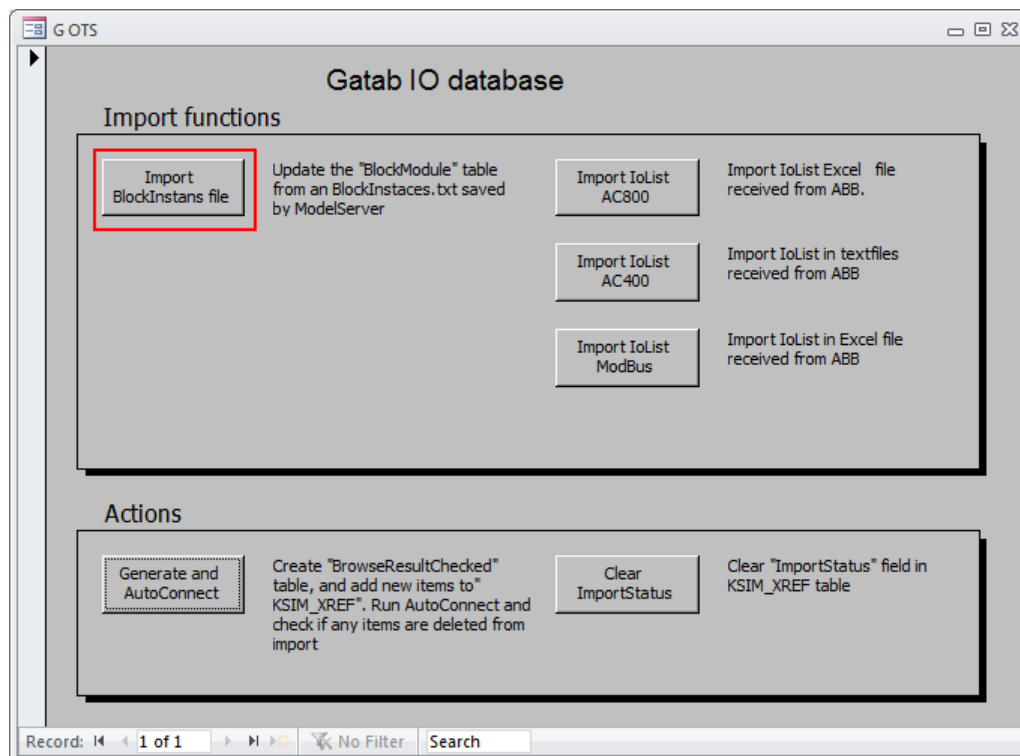 G OTS
Gatab IO database
Import functions
Import
BlockInstans file
Update the "BlockModule" table
from an BlockInstaces.txt saved
by ModelServer
Import IoList
AC800
Import IoList Excel file
received from ABB.
Import IoList
AC400
Import IoList in textfiles
received from ABB
Import IoList
ModBus
Import IoList in Excel file
received from ABB
Actions
Generate and
AutoConnect
Create "BrowseResultChecked"
table, and add new items to"
KSIM_XREF". Run AutoConnect and
check if any items are deleted from
import
Clear
ImportStatus
Clear "ImportStatus" field in
KSIM_XREF table
Record: 1 of 1 No Filter Search